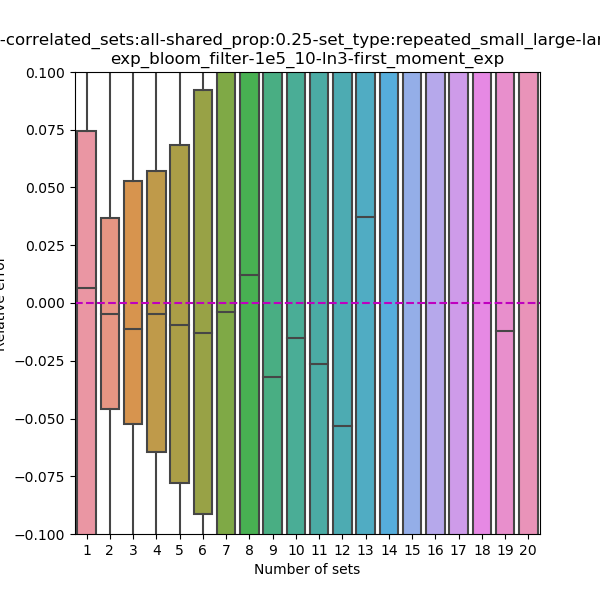 -correlated_sets:all-shared_prop:0.25-set_type:repeated_small_large-lar
exp_bloom_filter-1e5_10-ln3-first_moment_exp
0.100
0.075
0.050
0.025
0.000
−0.025
−0.050
−0.075
−0.100
Relative error
1 2 3 4 5 6 7 8 9 10 11 12 13 14 15 16 17 18 19 20
Number of sets